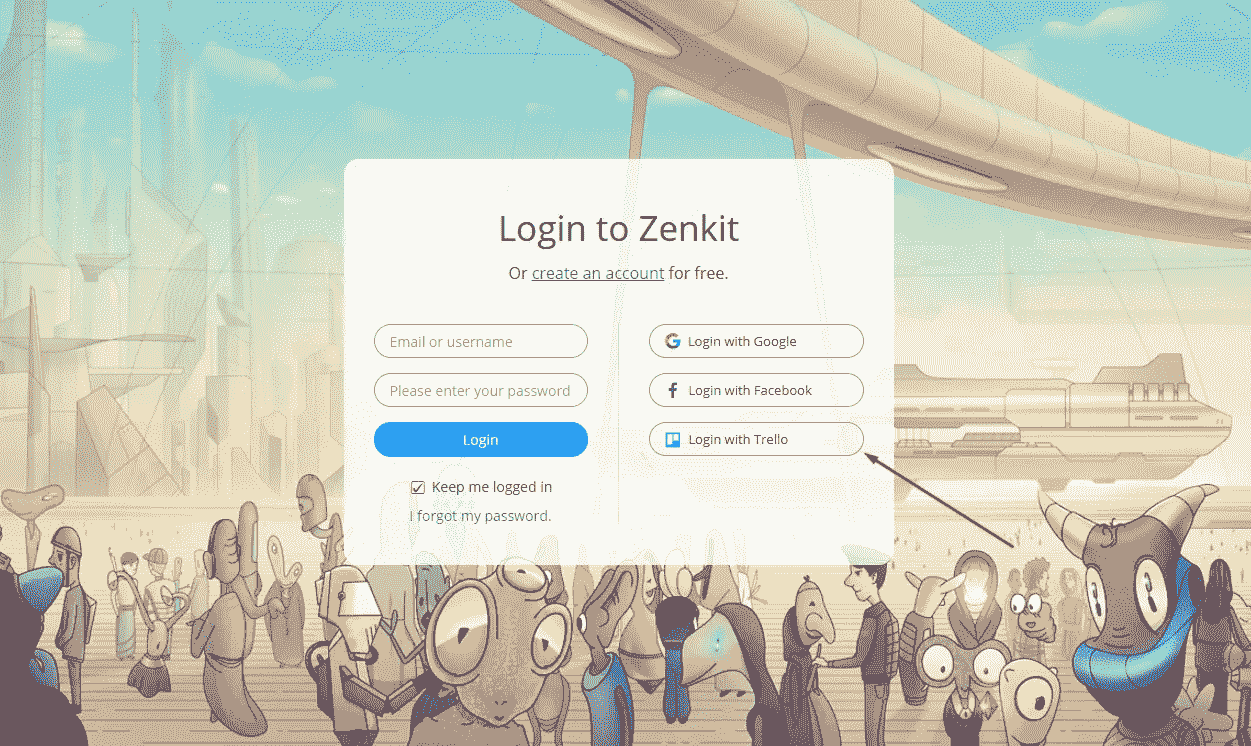 Login to Zenkit
Or create an account for free.
Email or username
Please enter your password
Login
Keep me logged in
I forgot my password.
Login with Google
Login with Facebook
Login with Trello